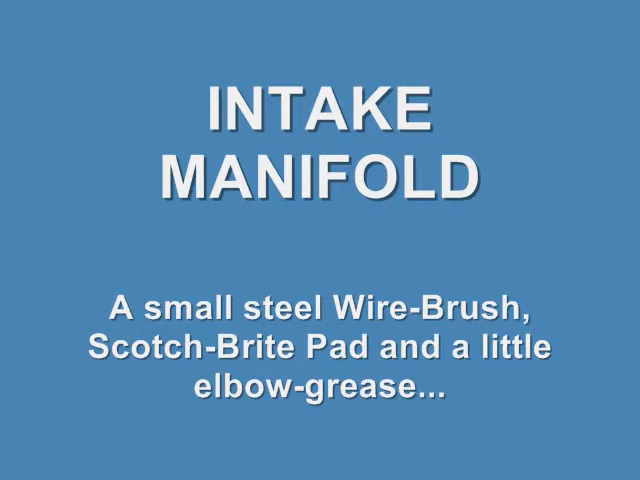 INTAKE
MANIFOLD
A small steel Wire-Brush,
Scotch-Brite Pad and a little
elbow-grease...